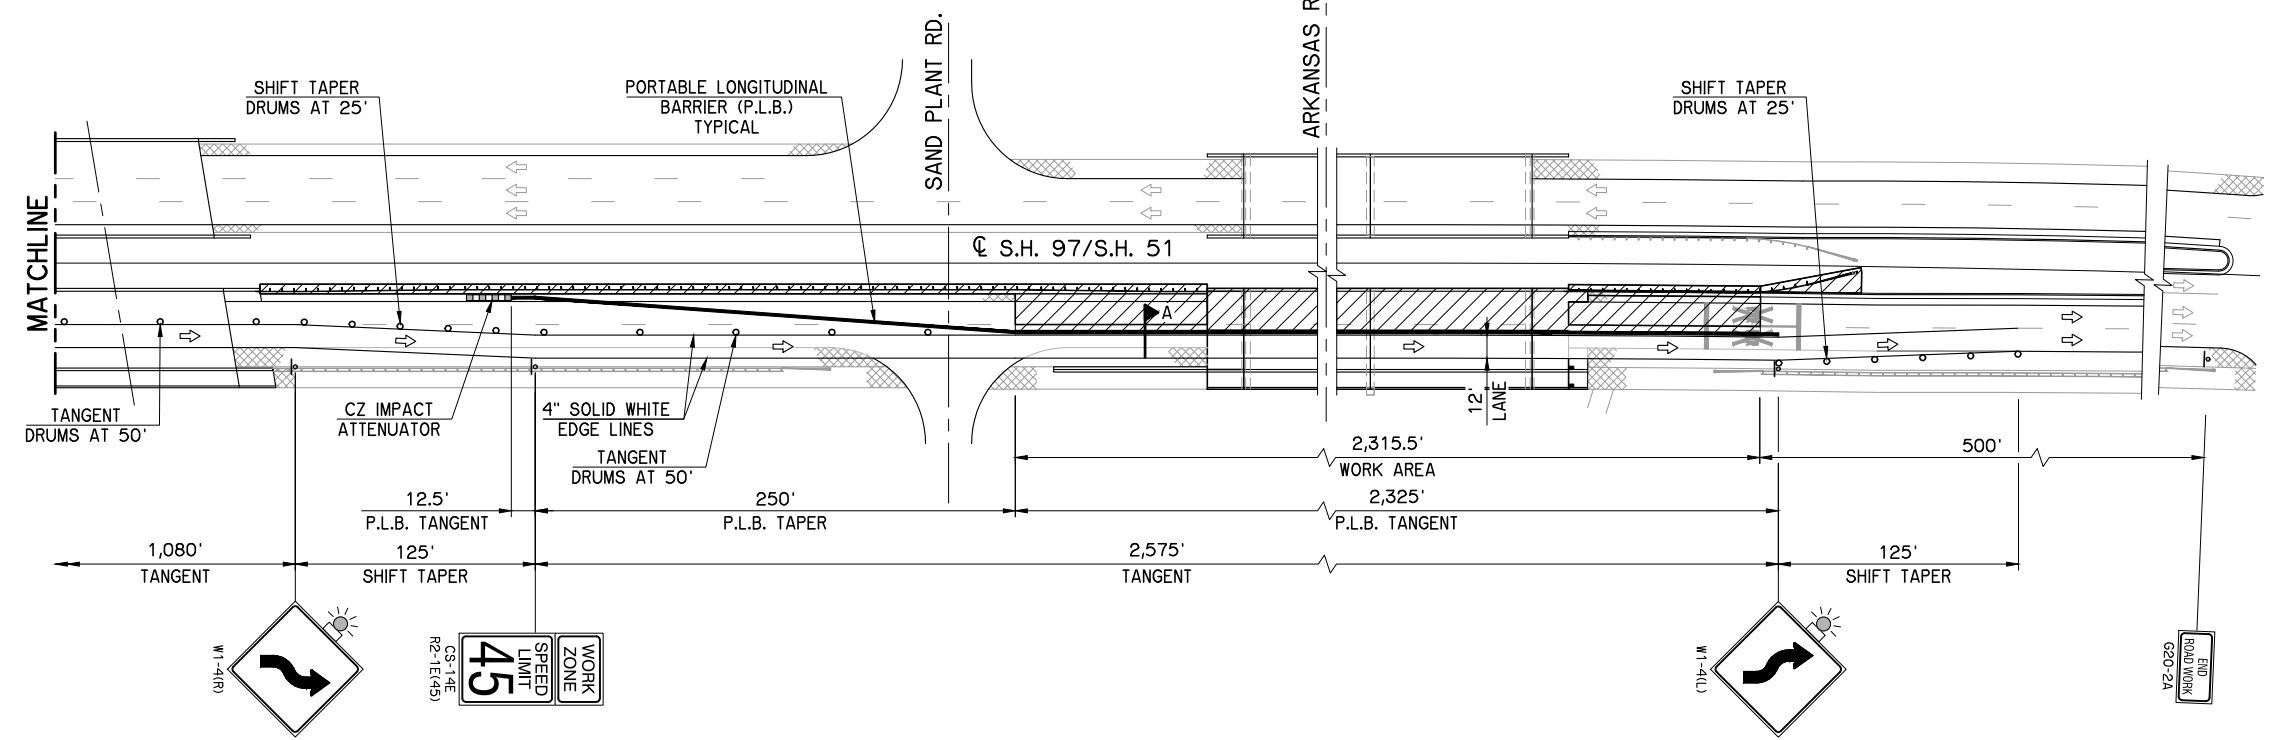 SHIFT TAPER
DRUMS AT 25'
PORTABLE LONGITUDINAL
BARRIER (P.L.B.)
TYPICAL
SAND PLANT RD.
ARKANSAS R
SHIFT TAPER
DRUMS AT 25'
MATCHLINE
℄ S.H. 97/S.H. 51
A
TANGENT
DRUMS AT 50'
CZ IMPACT
ATTENUATOR
4" SOLID WHITE
EDGE LINES
TANGENT
DRUMS AT 50'
12'
LANE
2,315.5'
WORK AREA
500'
12.5'
P.L.B. TANGENT
250'
P.L.B. TAPER
2,325'
P.L.B. TANGENT
1,080'
TANGENT
125'
SHIFT TAPER
2,575'
TANGENT
125'
SHIFT TAPER
W1-4(R)
WORK
ZONE
SPEED
LIMIT
45
CS-14E
R2-1E(45)
W1-4(L)
END
ROAD WORK
G20-2A